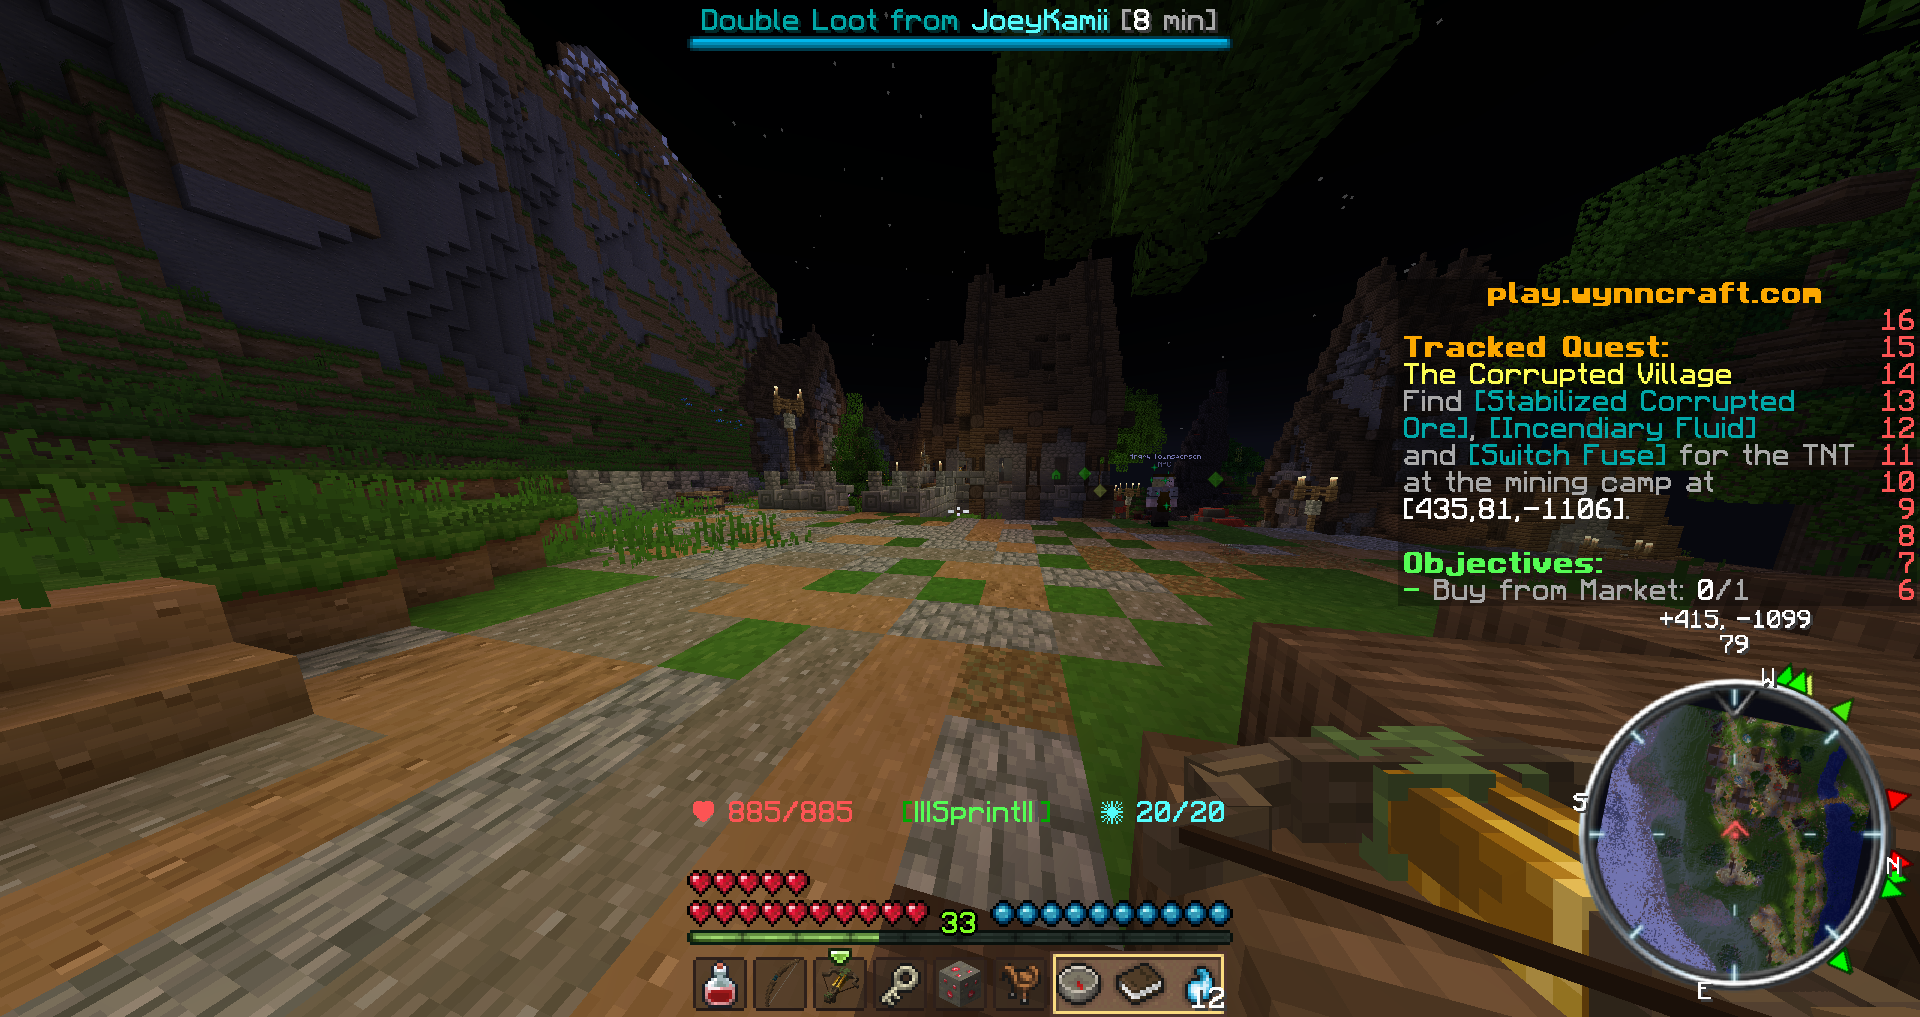 Double Loot from JoeyKamii [8 min]
play.wynncraft.com
16
Tracked Quest: 15
The Corrupted Village 14
Find [Stabilized Corrupted 13
Ore], [Incendiary Fluid] 12
and [Switch Fuse] for the TNT 11
at the mining camp at 10
[435,81,-1106]. 9
8
Objectives: 7
- Buy from Market: 0/1 6
+415, -1099
79
Angry Townsperson
NPC
W
S
N
E
885/885 [|||Sprint|| ] 20/20
33
12